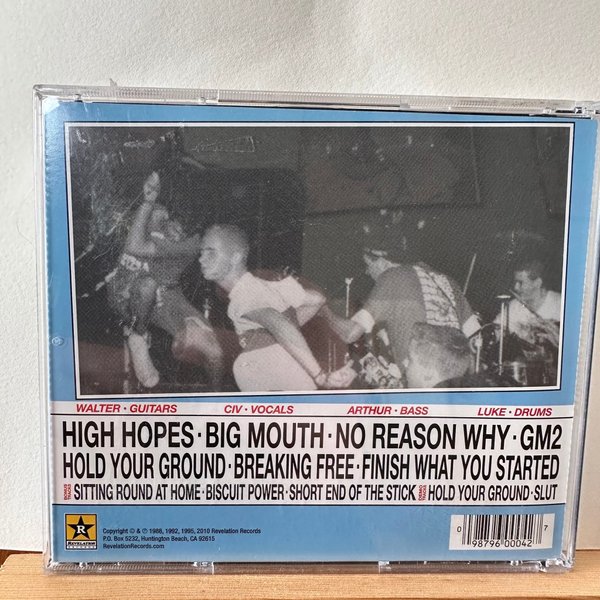 WALTER · GUITARS CIV · VOCALS ARTHUR · BASS LUKE · DRUMS
HIGH HOPES · BIG MOUTH · NO REASON WHY · GM2
HOLD YOUR GROUND · BREAKING FREE · FINISH WHAT YOU STARTED
SITTING ROUND AT HOME · BISCUIT POWER · SHORT END OF THE STICK HOLD YOUR GROUND · SLUT
R
REVELATION
RECORDS
Copyright © & ℗ 1988, 1992, 1995, 2010 Revelation Records
P.O. Box 5232, Huntington Beach, CA 92615
RevelationRecords.com
0 98796 00042 7